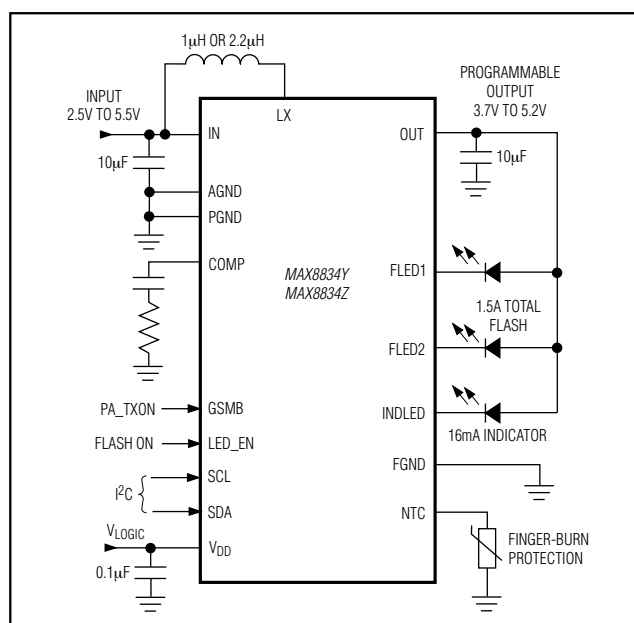 1µH OR 2.2µH
INPUT
2.5V TO 5.5V
PROGRAMMABLE
OUTPUT
3.7V TO 5.2V
LX
IN
OUT
10µF
10µF
AGND
PGND
COMP
MAX8834Y
MAX8834Z
FLED1
1.5A TOTAL
FLASH
FLED2
PA_TXON
GSMB
INDLED
16mA INDICATOR
FLASH ON
LED_EN
FGND
I²C
SCL
SDA
NTC
FINGER-BURN
PROTECTION
VLOGIC
VDD
0.1µF